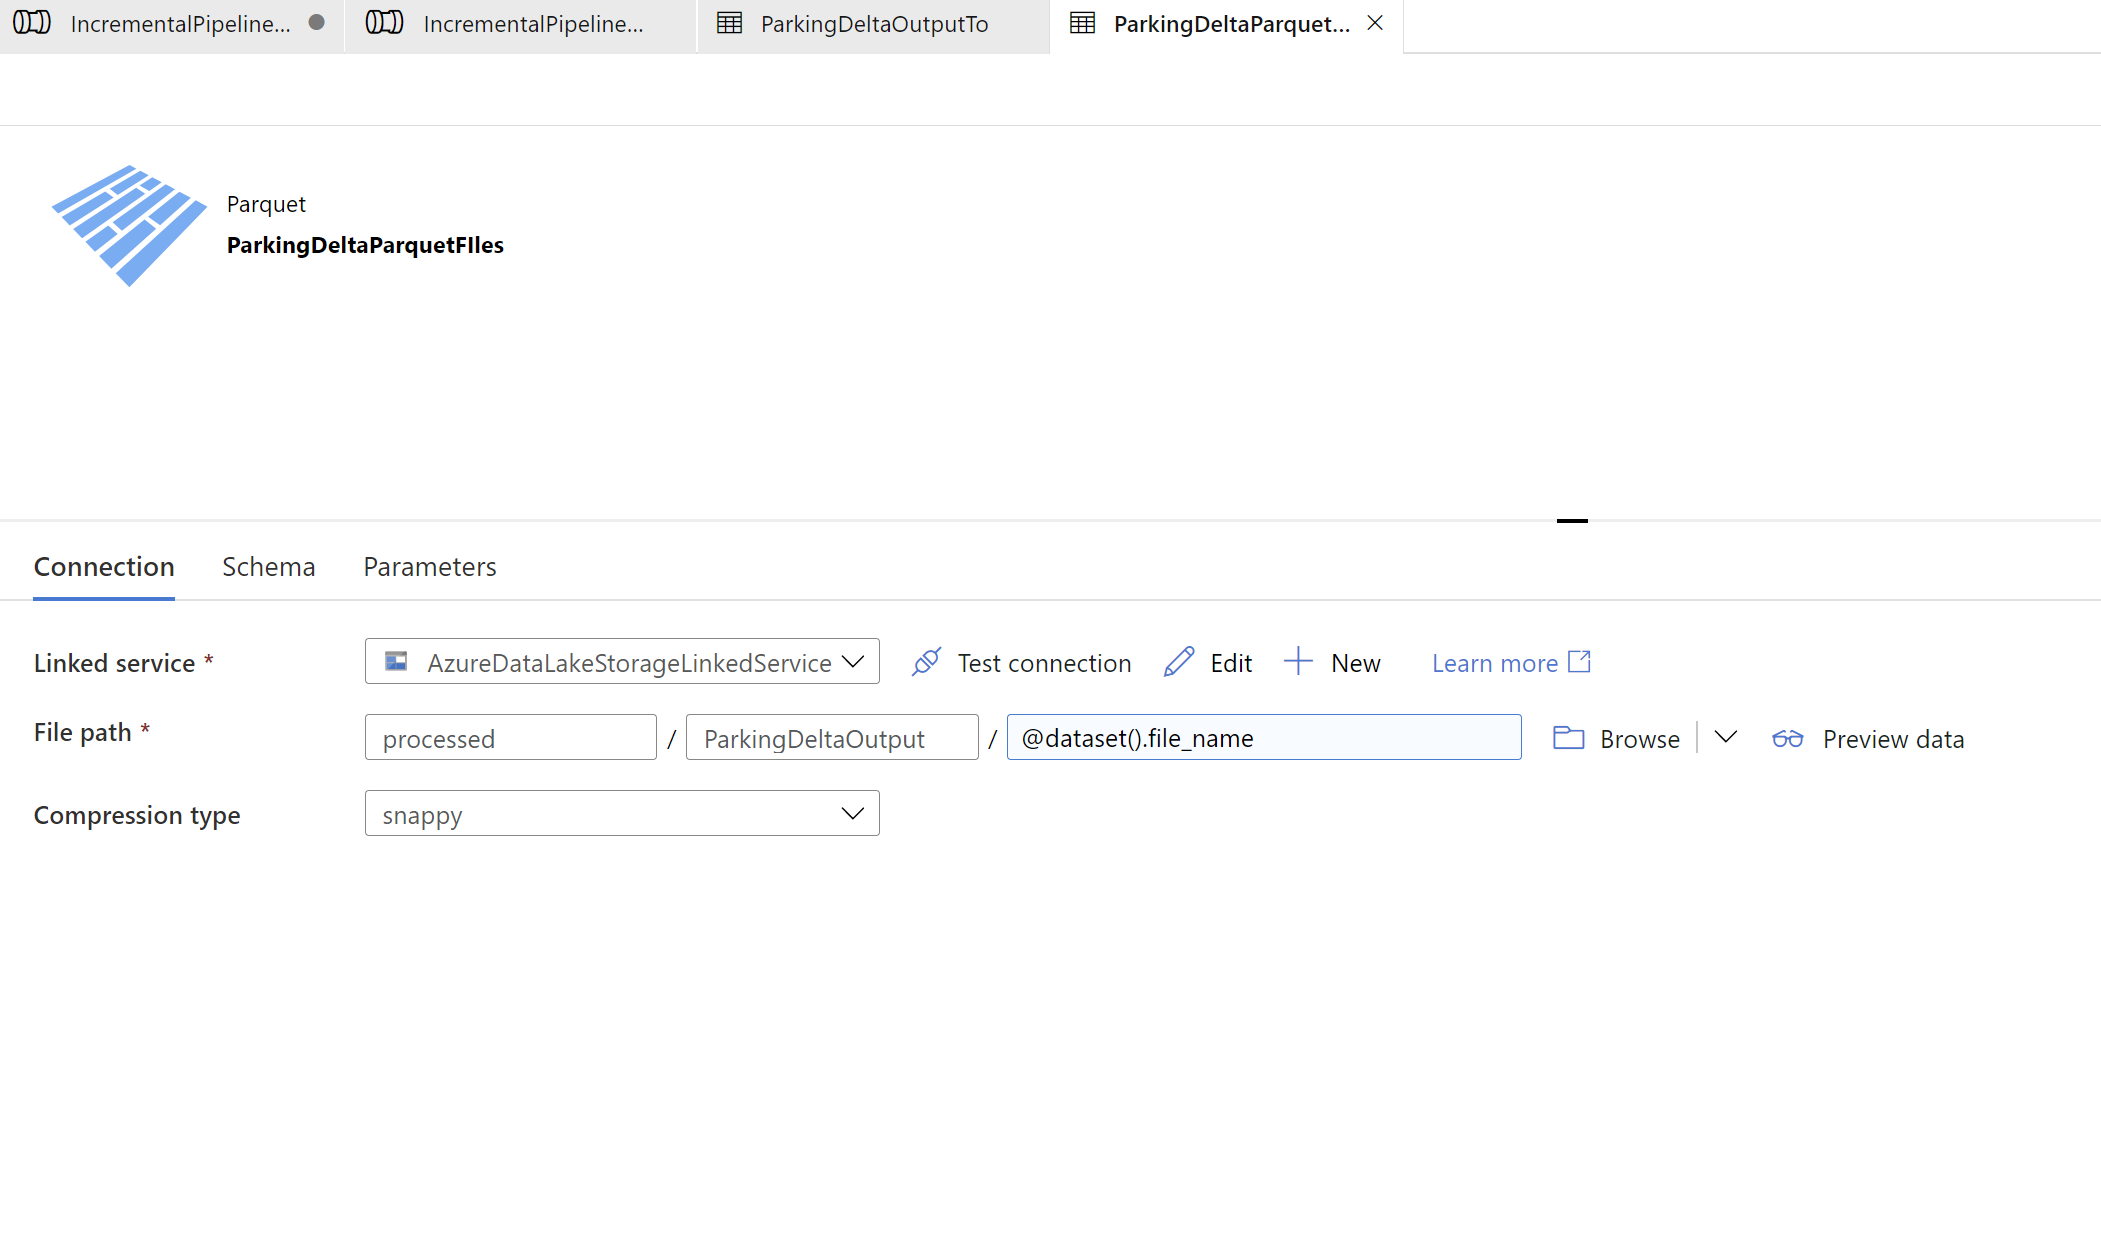 IncrementalPipeline... IncrementalPipeline... ParkingDeltaOutputTo ParkingDeltaParquet...
Parquet
ParkingDeltaParquetFIles
Connection Schema Parameters
Linked service * AzureDataLakeStorageLinkedService Test connection Edit New Learn more
File path * processed / ParkingDeltaOutput / @dataset().file_name Browse Preview data
Compression type snappy